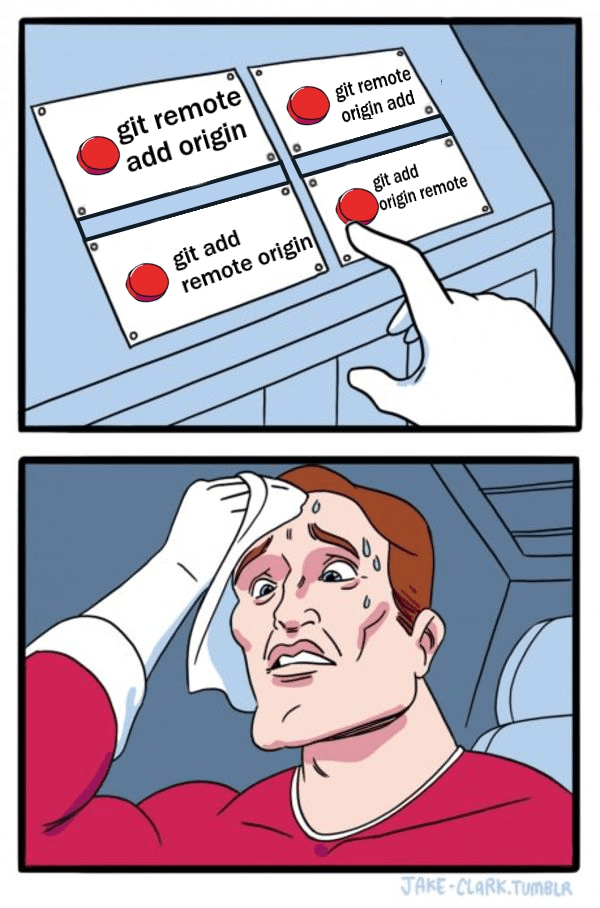 git remote
add origin
git remote
origin add
git add
remote origin
git add
origin remote
JAKE-CLARK.TUMBLR